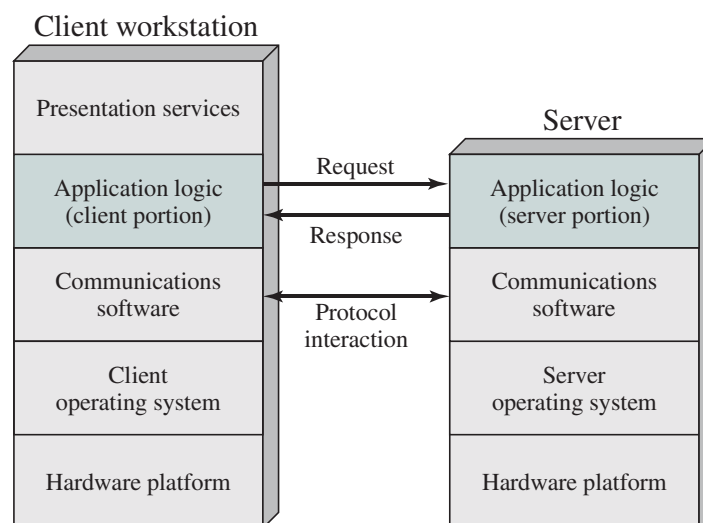 Client workstation
Presentation services
Application logic
(client portion)
Communications
software
Client
operating system
Hardware platform
Request
Response
Protocol
interaction
Server
Application logic
(server portion)
Communications
software
Server
operating system
Hardware platform